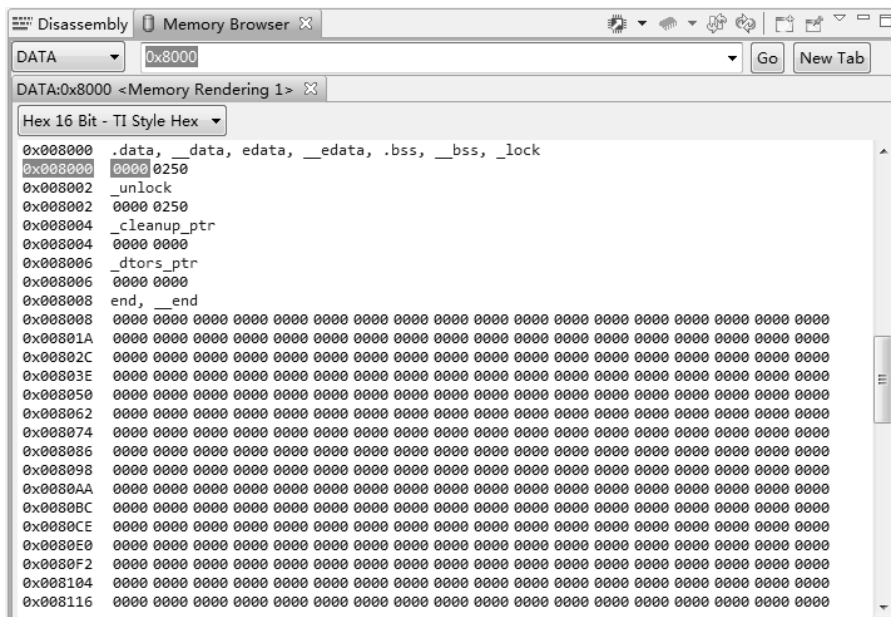 Disassembly Memory Browser
DATA 0x8000 Go New Tab
DATA:0x8000 <Memory Rendering 1>
Hex 16 Bit - TI Style Hex
0x008000 .data, __data, edata, __edata, .bss, __bss, _lock
0x008000 0000 0250
0x008002 _unlock
0x008002 0000 0250
0x008004 _cleanup_ptr
0x008004 0000 0000
0x008006 _dtors_ptr
0x008006 0000 0000
0x008008 end, __end
0x008008 0000 0000 0000 0000 0000 0000 0000 0000 0000 0000 0000 0000 0000 0000 0000 0000 0000 0000
0x00801A 0000 0000 0000 0000 0000 0000 0000 0000 0000 0000 0000 0000 0000 0000 0000 0000 0000 0000
0x00802C 0000 0000 0000 0000 0000 0000 0000 0000 0000 0000 0000 0000 0000 0000 0000 0000 0000 0000
0x00803E 0000 0000 0000 0000 0000 0000 0000 0000 0000 0000 0000 0000 0000 0000 0000 0000 0000 0000
0x008050 0000 0000 0000 0000 0000 0000 0000 0000 0000 0000 0000 0000 0000 0000 0000 0000 0000 0000
0x008062 0000 0000 0000 0000 0000 0000 0000 0000 0000 0000 0000 0000 0000 0000 0000 0000 0000 0000
0x008074 0000 0000 0000 0000 0000 0000 0000 0000 0000 0000 0000 0000 0000 0000 0000 0000 0000 0000
0x008086 0000 0000 0000 0000 0000 0000 0000 0000 0000 0000 0000 0000 0000 0000 0000 0000 0000 0000
0x008098 0000 0000 0000 0000 0000 0000 0000 0000 0000 0000 0000 0000 0000 0000 0000 0000 0000 0000
0x0080AA 0000 0000 0000 0000 0000 0000 0000 0000 0000 0000 0000 0000 0000 0000 0000 0000 0000 0000
0x0080BC 0000 0000 0000 0000 0000 0000 0000 0000 0000 0000 0000 0000 0000 0000 0000 0000 0000 0000
0x0080CE 0000 0000 0000 0000 0000 0000 0000 0000 0000 0000 0000 0000 0000 0000 0000 0000 0000 0000
0x0080E0 0000 0000 0000 0000 0000 0000 0000 0000 0000 0000 0000 0000 0000 0000 0000 0000 0000 0000
0x0080F2 0000 0000 0000 0000 0000 0000 0000 0000 0000 0000 0000 0000 0000 0000 0000 0000 0000 0000
0x008104 0000 0000 0000 0000 0000 0000 0000 0000 0000 0000 0000 0000 0000 0000 0000 0000 0000 0000
0x008116 0000 0000 0000 0000 0000 0000 0000 0000 0000 0000 0000 0000 0000 0000 0000 0000 0000 0000